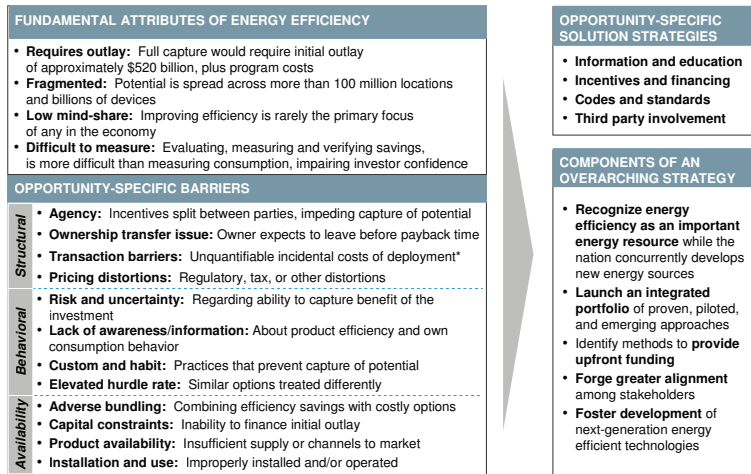 FUNDAMENTAL ATTRIBUTES OF ENERGY EFFICIENCY
• Requires outlay: Full capture would require initial outlay
of approximately $520 billion, plus program costs
• Fragmented: Potential is spread across more than 100 million locations
and billions of devices
• Low mind-share: Improving efficiency is rarely the primary focus
of any in the economy
• Difficult to measure: Evaluating, measuring and verifying savings,
is more difficult than measuring consumption, impairing investor confidence
OPPORTUNITY-SPECIFIC BARRIERS
Structural
• Agency: Incentives split between parties, impeding capture of potential
• Ownership transfer issue: Owner expects to leave before payback time
• Transaction barriers: Unquantifiable incidental costs of deployment*
• Pricing distortions: Regulatory, tax, or other distortions
Behavioral
• Risk and uncertainty: Regarding ability to capture benefit of the
investment
• Lack of awareness/information: About product efficiency and own
consumption behavior
• Custom and habit: Practices that prevent capture of potential
• Elevated hurdle rate: Similar options treated differently
Availability
• Adverse bundling: Combining efficiency savings with costly options
• Capital constraints: Inability to finance initial outlay
• Product availability: Insufficient supply or channels to market
• Installation and use: Improperly installed and/or operated
OPPORTUNITY-SPECIFIC
SOLUTION STRATEGIES
• Information and education
• Incentives and financing
• Codes and standards
• Third party involvement
COMPONENTS OF AN
OVERARCHING STRATEGY
• Recognize energy
efficiency as an important
energy resource while the
nation concurrently develops
new energy sources
• Launch an integrated
portfolio of proven, piloted,
and emerging approaches
• Identify methods to provide
upfront funding
• Forge greater alignment
among stakeholders
• Foster development of
next-generation energy
efficient technologies